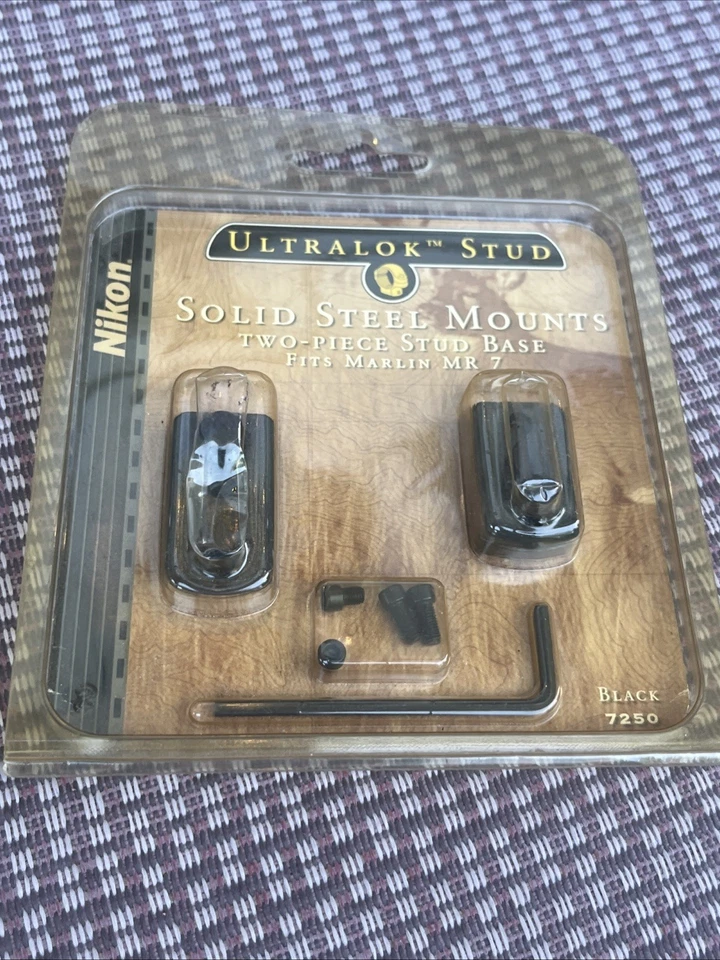 Nikon
ULTRALOK™ STUD
SOLID STEEL MOUNTS
TWO-PIECE STUD BASE
FITS MARLIN MR 7
BLACK
7250